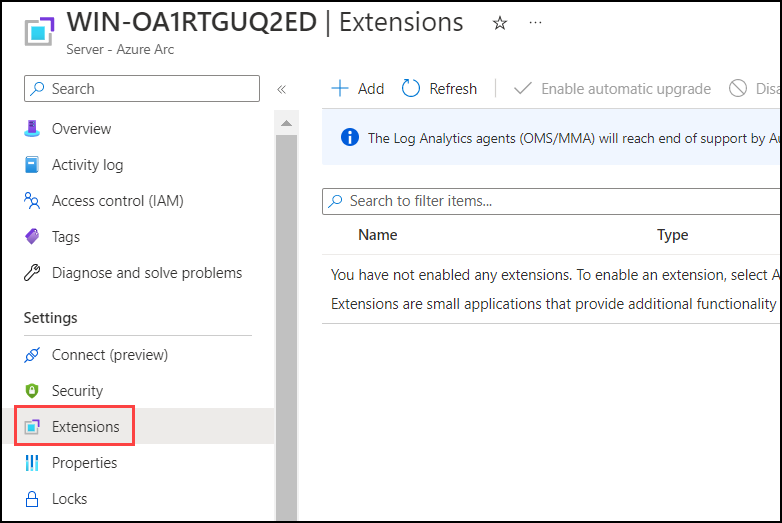 WIN-OA1RTGUQ2ED | Extensions
Server - Azure Arc
Search
Add
Refresh
Enable automatic upgrade
Overview
Activity log
The Log Analytics agents (OMS/MMA) will reach end of support by
Access control (IAM)
Search to filter items...
Tags
Name
Type
Diagnose and solve problems
You have not enabled any extensions. To enable an extension, select
Extensions are small applications that provide additional functionality
Settings
Connect (preview)
Security
Extensions
Properties
Locks